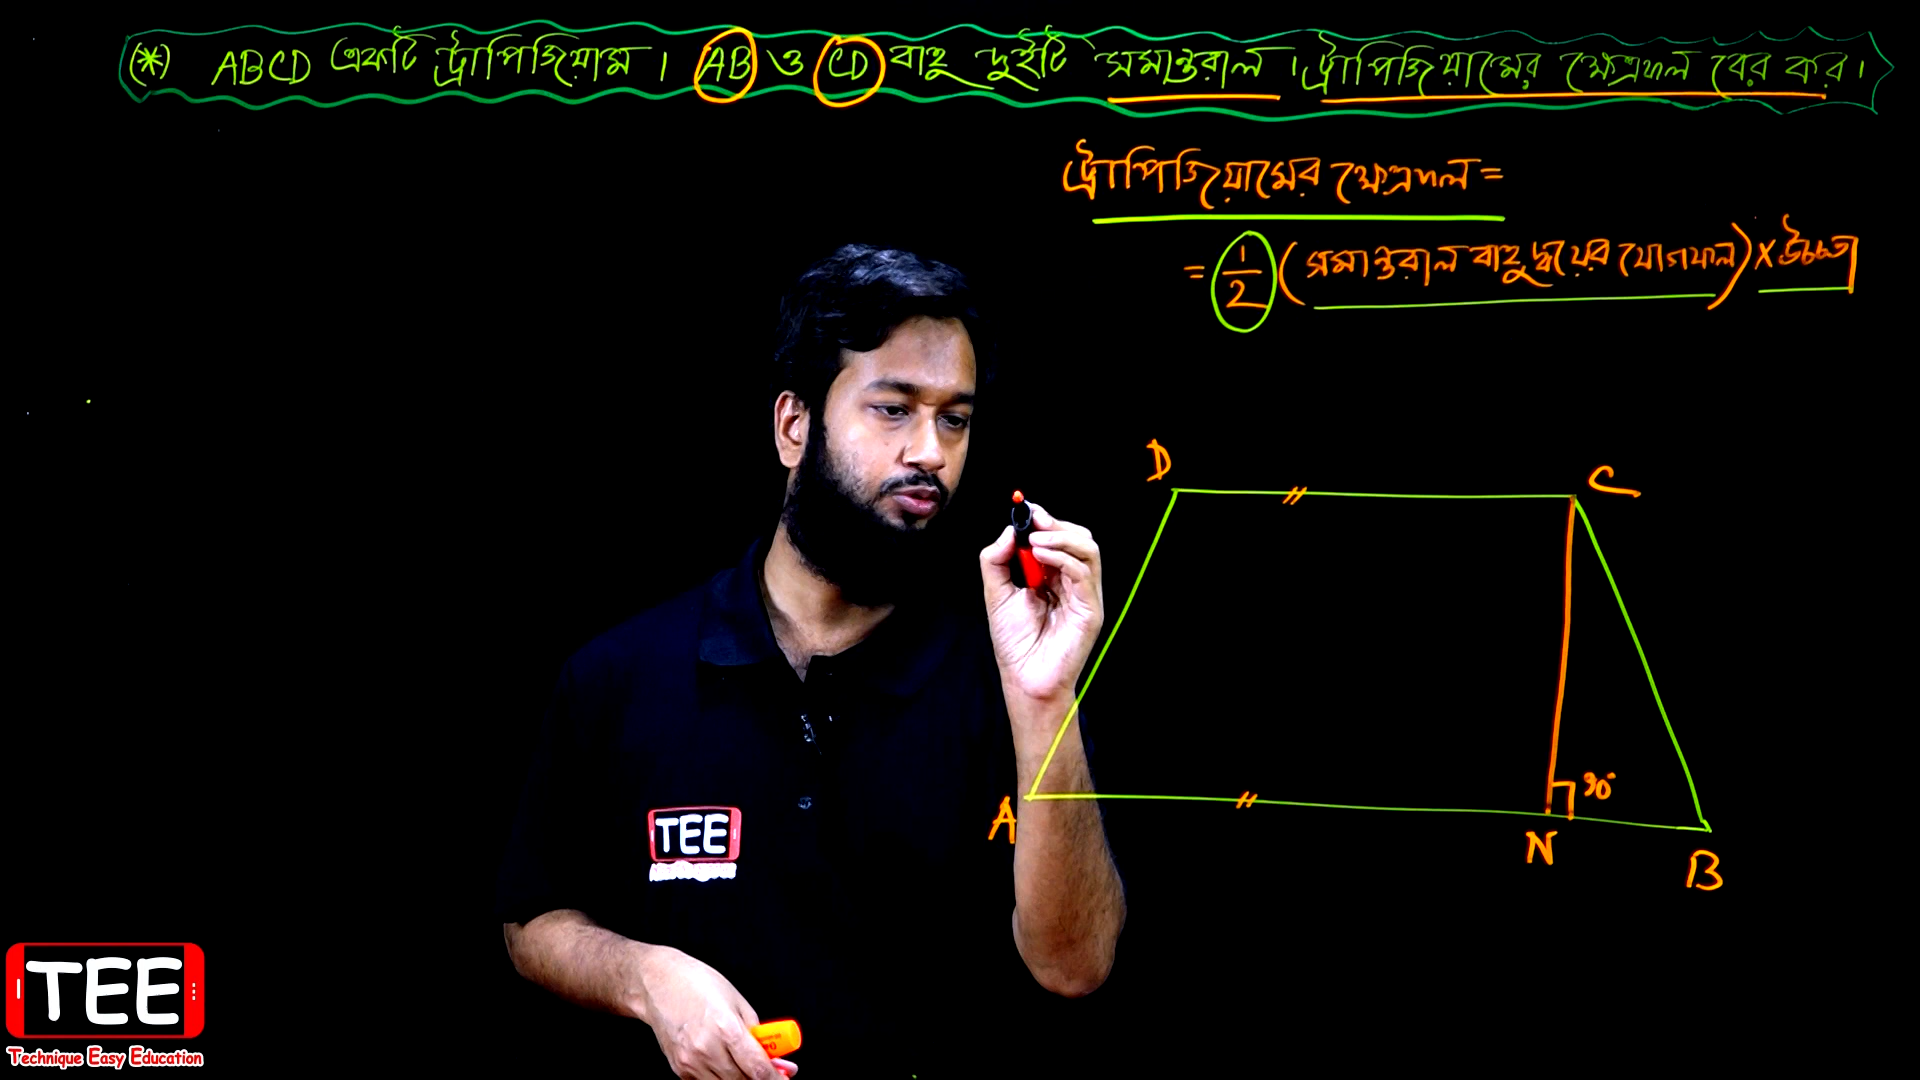 (*) ABCD একটি ট্রাপিজিয়াম। AB ও CD বাহু দুইটি সমান্তরাল। ট্রাপিজিয়ামের ক্ষেত্রফল বের কর।
ট্রাপিজিয়ামের ক্ষেত্রফল =
= 1/2 (সমান্তরাল বাহুদ্বয়ের যোগফল) × উচ্চতা
D
C
90°
A
N
B
TEE
TEE
Technique Easy Education